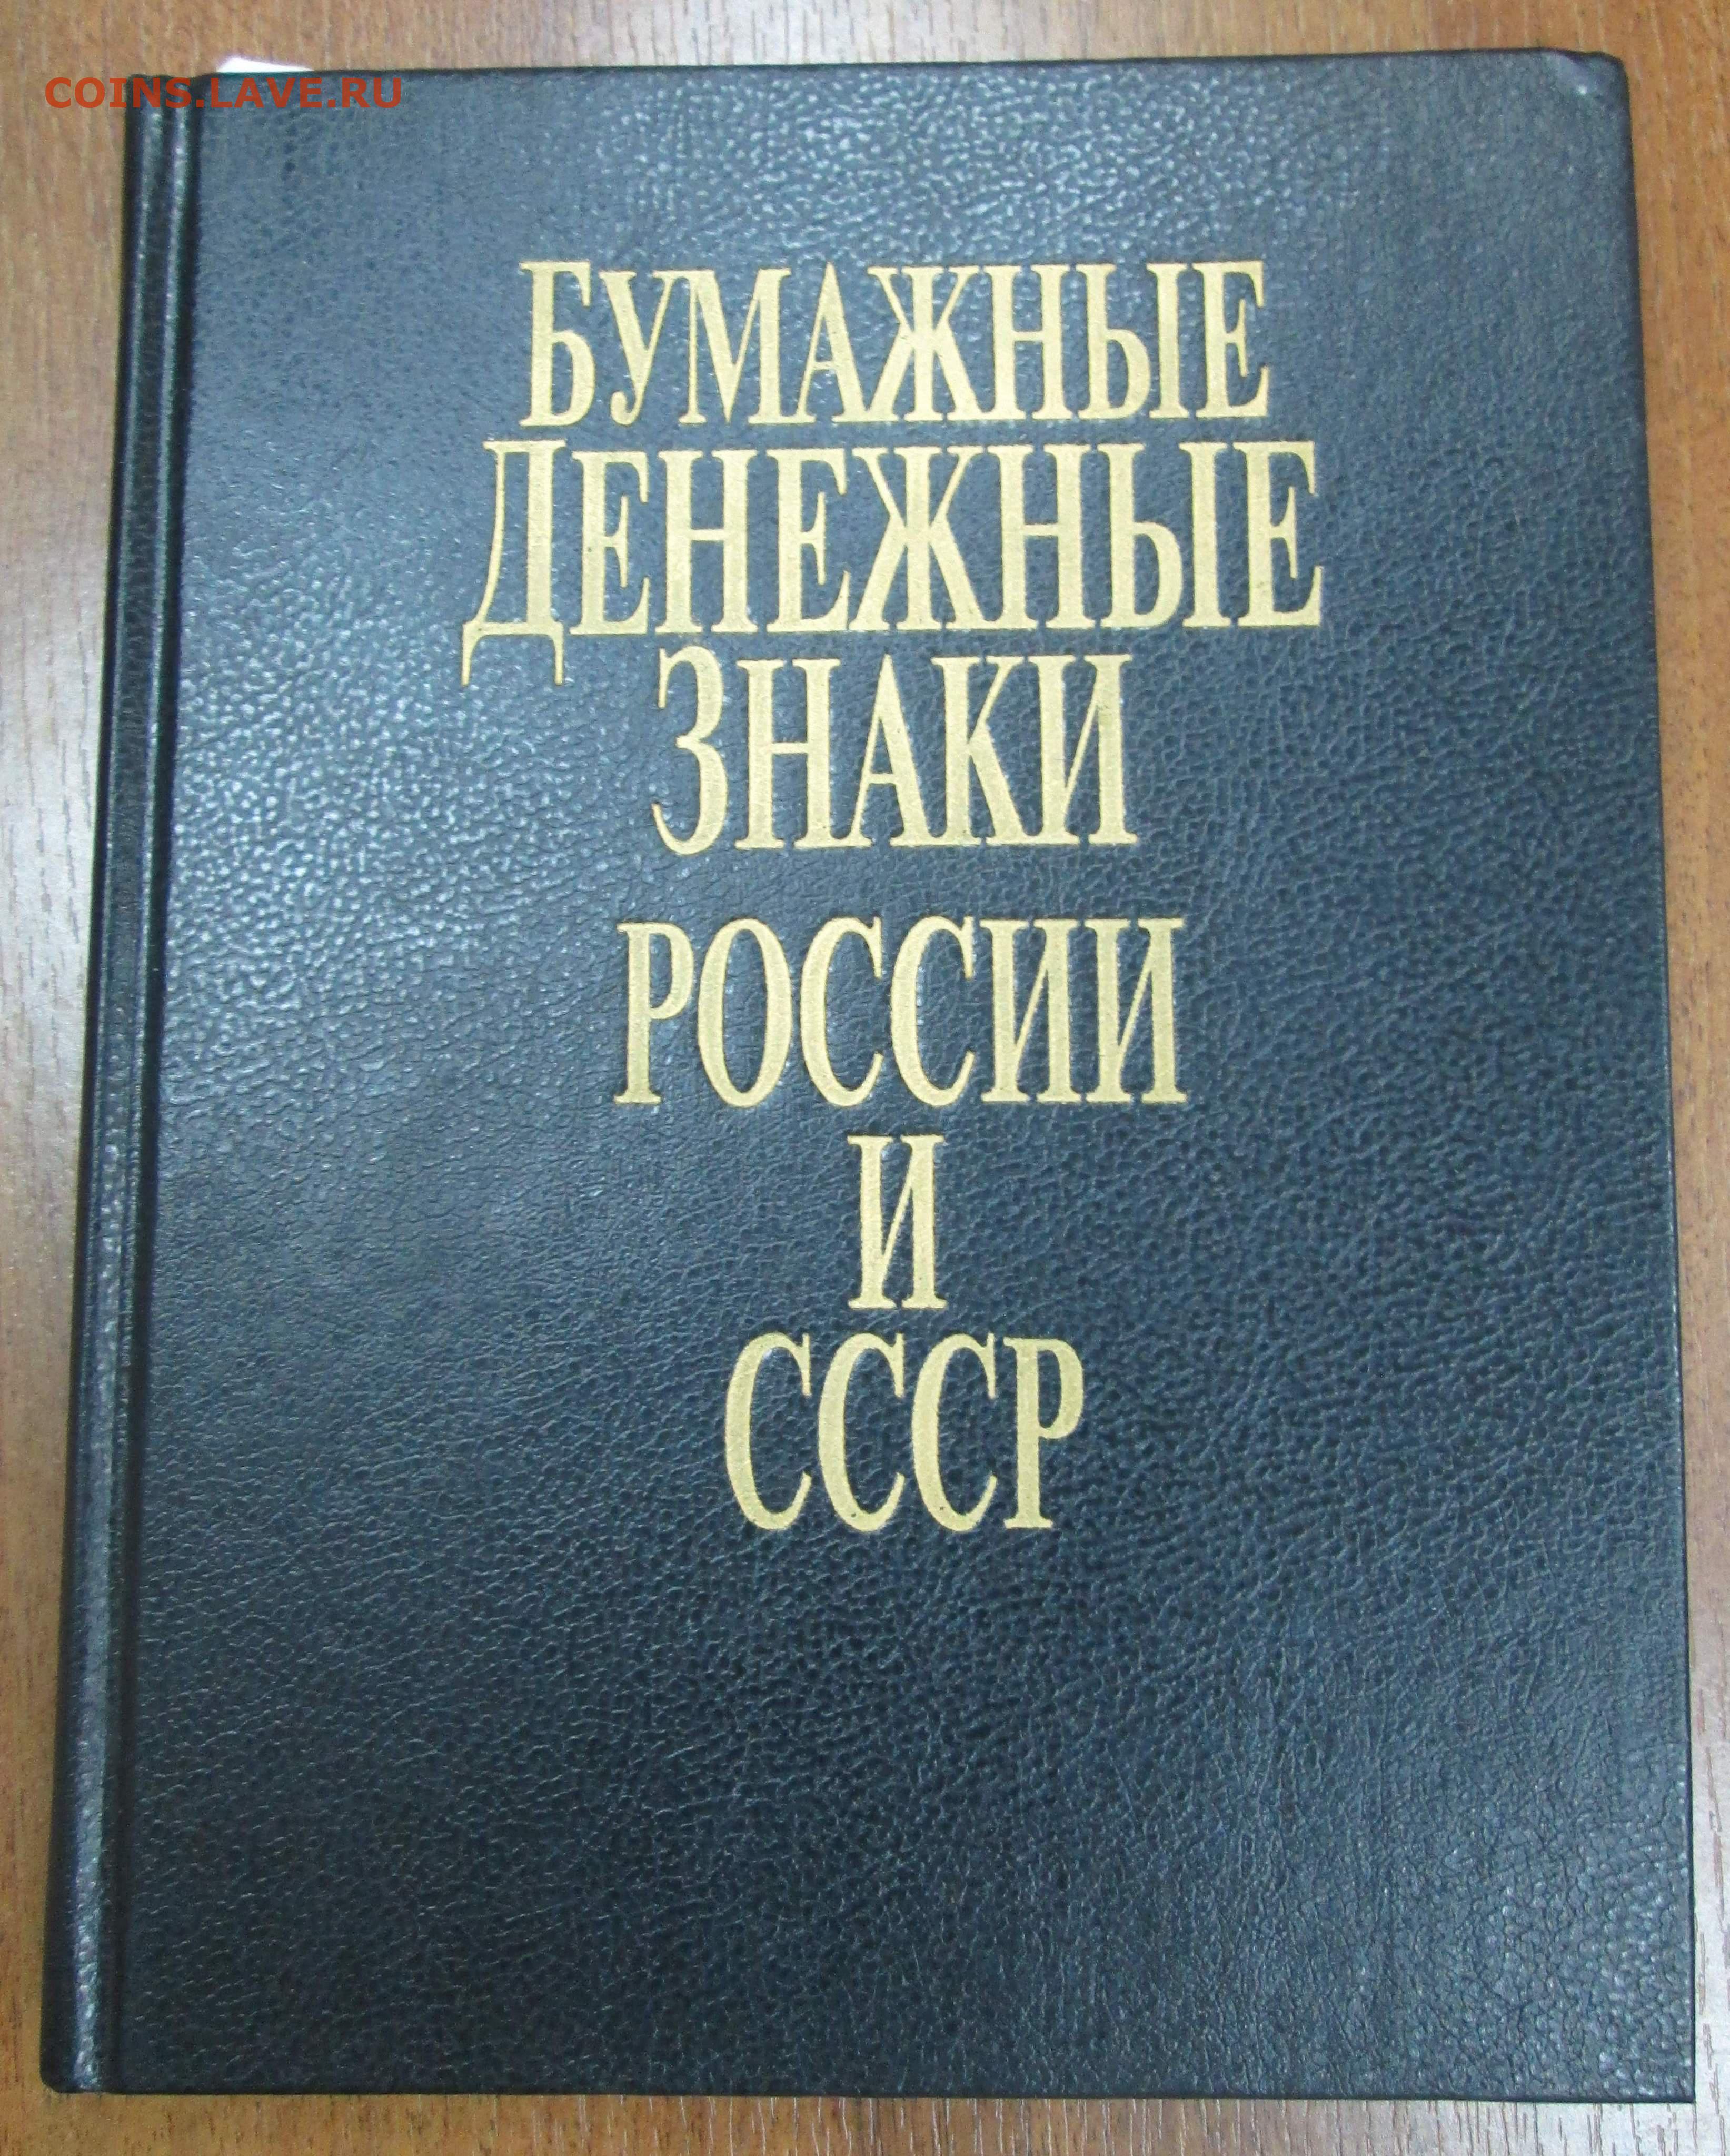 COINS.LAVE.RU
БУМАЖНЫЕ
ДЕНЕЖНЫЕ
ЗНАКИ
РОССИИ
И
СССР